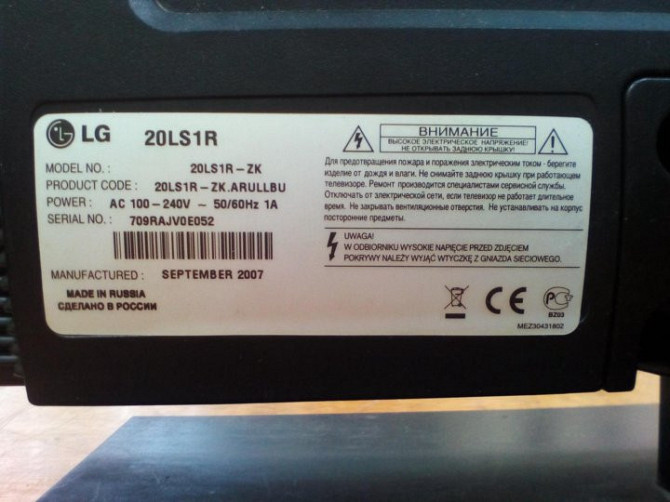 LG 20LS1R
MODEL NO. : 20LS1R-ZK
PRODUCT CODE : 20LS1R-ZK.ARULLBU
POWER : AC 100-240V ~ 50/60Hz 1A
SERIAL NO. : 709RAJV0E052
MANUFACTURED : SEPTEMBER 2007
MADE IN RUSSIA
СДЕЛАНО В РОССИИ
ВНИМАНИЕ
ВЫСОКОЕ ЭЛЕКТРИЧЕСКОЕ НАПРЯЖЕНИЕ!
НЕ ОТКРЫВАТЬ ЗАДНЮЮ КРЫШКУ!
Для предотвращения пожара и поражения электрическим током - берегите
изделие от дождя и влаги. Не снимайте заднюю крышку при работающем
телевизоре. Ремонт производится специалистами сервисной службы.
Отключать от электрической сети, если телевизор не работает длительное
время. Не закрывать вентиляционные отверстия. Не устанавливать на корпус
посторонние предметы.
UWAGA!
W ODBIORNIKU WYSOKIE NAPIĘCIE PRZED ZDJĘCIEM
POKRYWY NALEŻY WYJĄĆ WTYCZKĘ Z GNIAZDA SIECIOWEGO.
CE
РС
BZ03
MEZ30431802